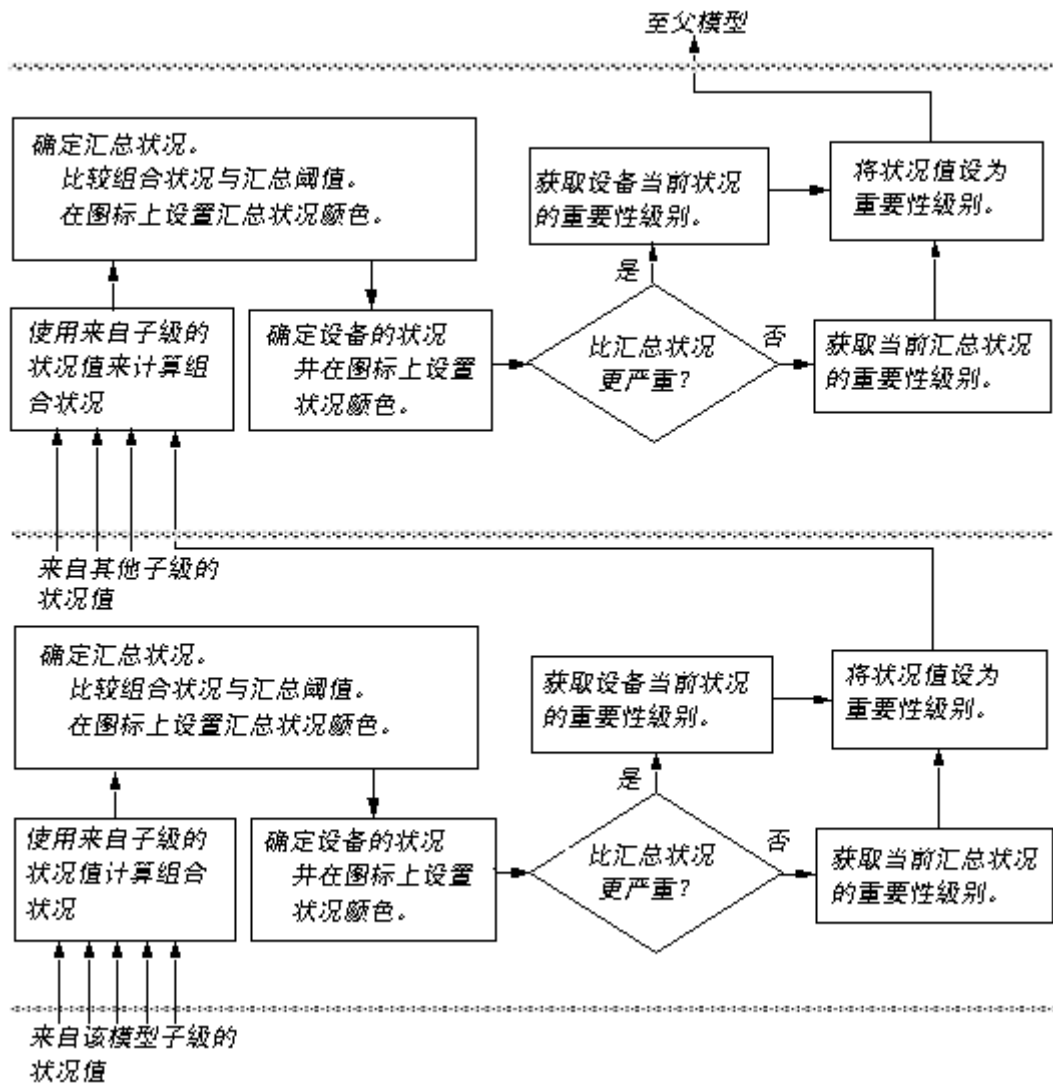 至父模型
确定汇总状况。
比较组合状况与汇总阈值。
在图标上设置汇总状况颜色。
获取设备当前状况
的重要性级别。
将状况值设为
重要性级别。
是
使用来自子级的
状况值来计算组
合状况
确定设备的状况
并在图标上设置
状况颜色。
比汇总状况
更严重?
否
获取当前汇总状况
的重要性级别。
来自其他子级的
状况值
确定汇总状况。
比较组合状况与汇总阈值。
在图标上设置汇总状况颜色。
获取设备当前状况
的重要性级别。
将状况值设为
重要性级别。
是
使用来自子级的
状况值计算组合
状况
确定设备的状况
并在图标上设置
状况颜色。
比汇总状况
更严重?
否
获取当前汇总状况
的重要性级别。
来自该模型子级的
状况值